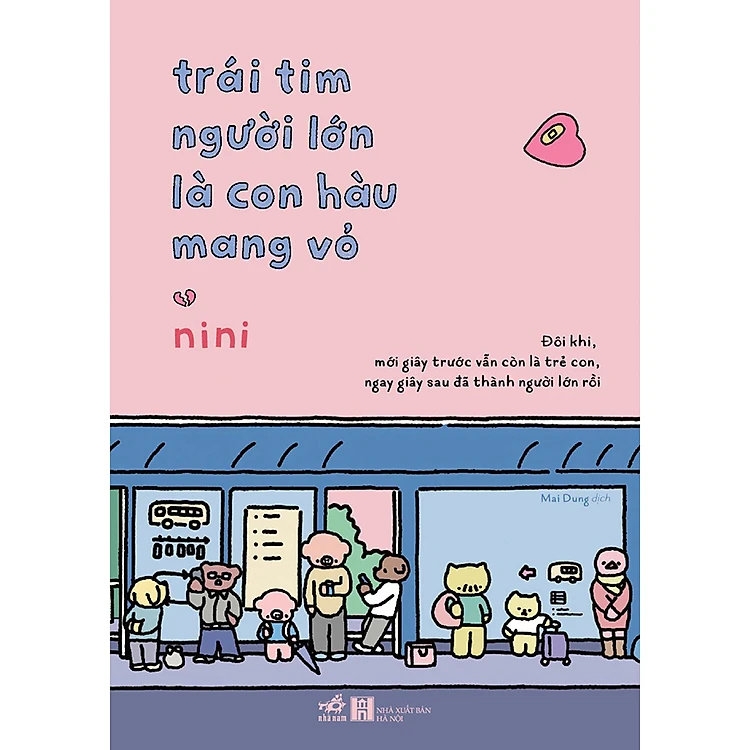 trái tim
người lớn
là con hàu
mang vỏ
nini
Đôi khi,
mới giây trước vẫn còn là trẻ con,
ngay giây sau đã thành người lớn rồi
Mai Dung dịch
nhã nam
NHÀ XUẤT BẢN
HÀ NỘI